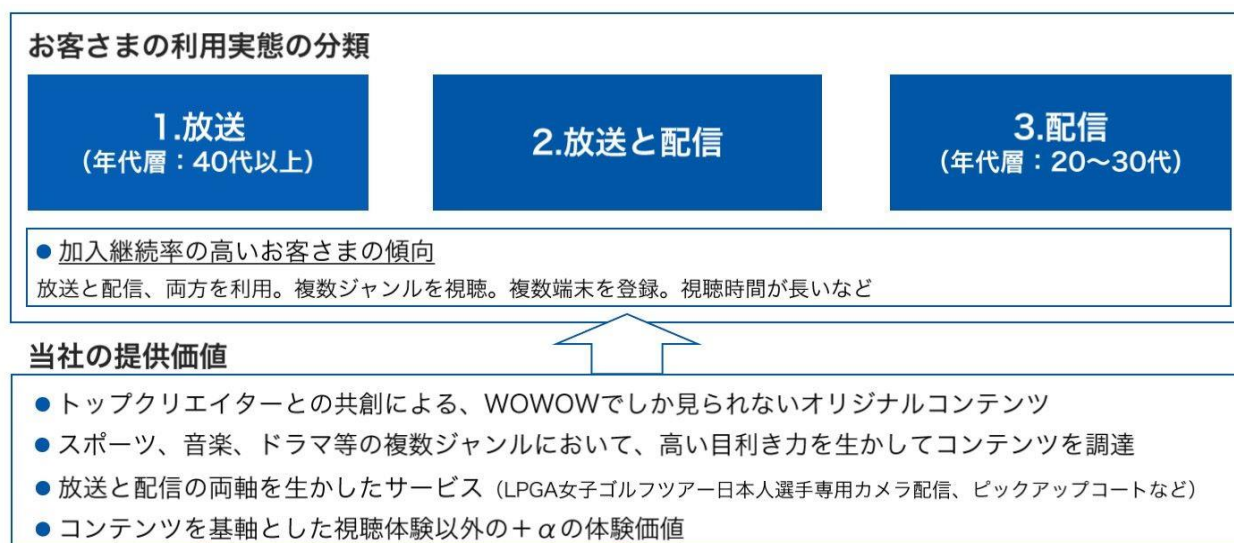 お客さまの利用実態の分類
1.放送
（年代層：40代以上）
2.放送と配信
3.配信
（年代層：20〜30代）
● 加入継続率の高いお客さまの傾向
放送と配信、両方を利用。複数ジャンルを視聴。複数端末を登録。視聴時間が長いなど
当社の提供価値
● トップクリエイターとの共創による、WOWOWでしか見られないオリジナルコンテンツ
● スポーツ、音楽、ドラマ等の複数ジャンルにおいて、高い目利き力を生かしてコンテンツを調達
● 放送と配信の両軸を生かしたサービス（LPGA女子ゴルフツアー日本人選手専用カメラ配信、ピックアップコートなど）
● コンテンツを基軸とした視聴体験以外の＋αの体験価値